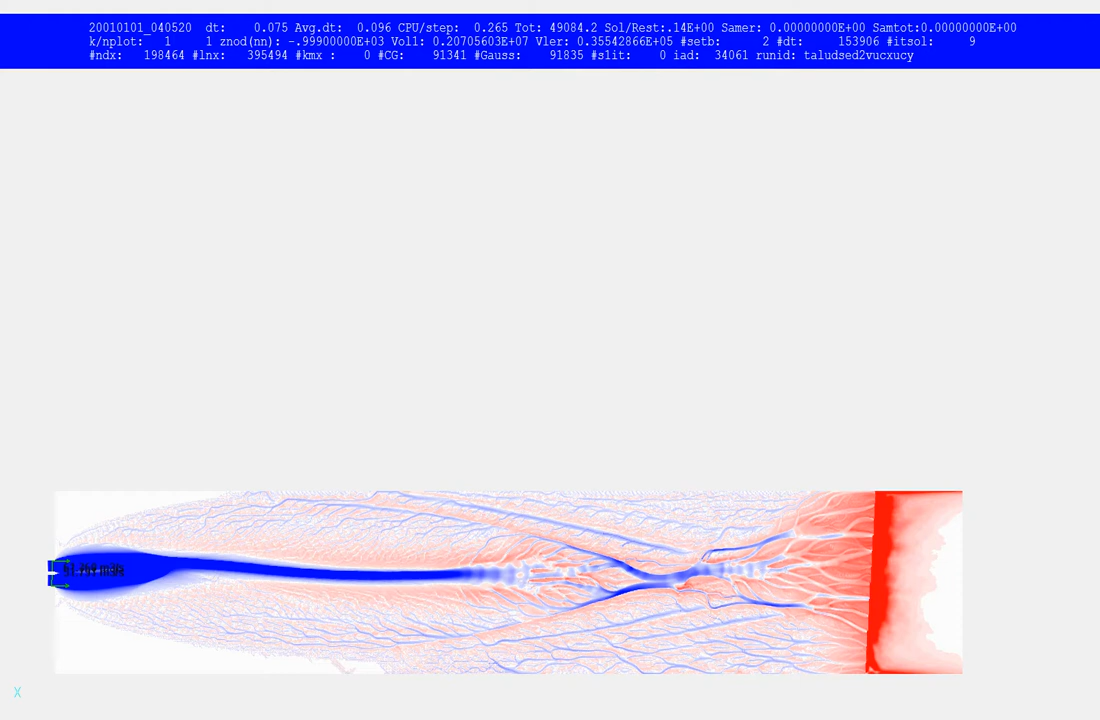 20010101_040520 dt: 0.075 Avg.dt: 0.096 CPU/step: 0.265 Tot: 49084.2 Sol/Rest:.14E+00 Samer: 0.00000000E+00 Samtot:0.00000000E+00
k/nplot: 1 1 znod(nn): -.99900000E+03 Vol1: 0.20705603E+07 Vler: 0.35542866E+05 #setb: 2 #dt: 153906 #itsol: 9
#ndx: 198464 #lnx: 395494 #kmx : 0 #CG: 91341 #Gauss: 91835 #slit: 0 iad: 34061 runid: taludsed2vucxucy
X